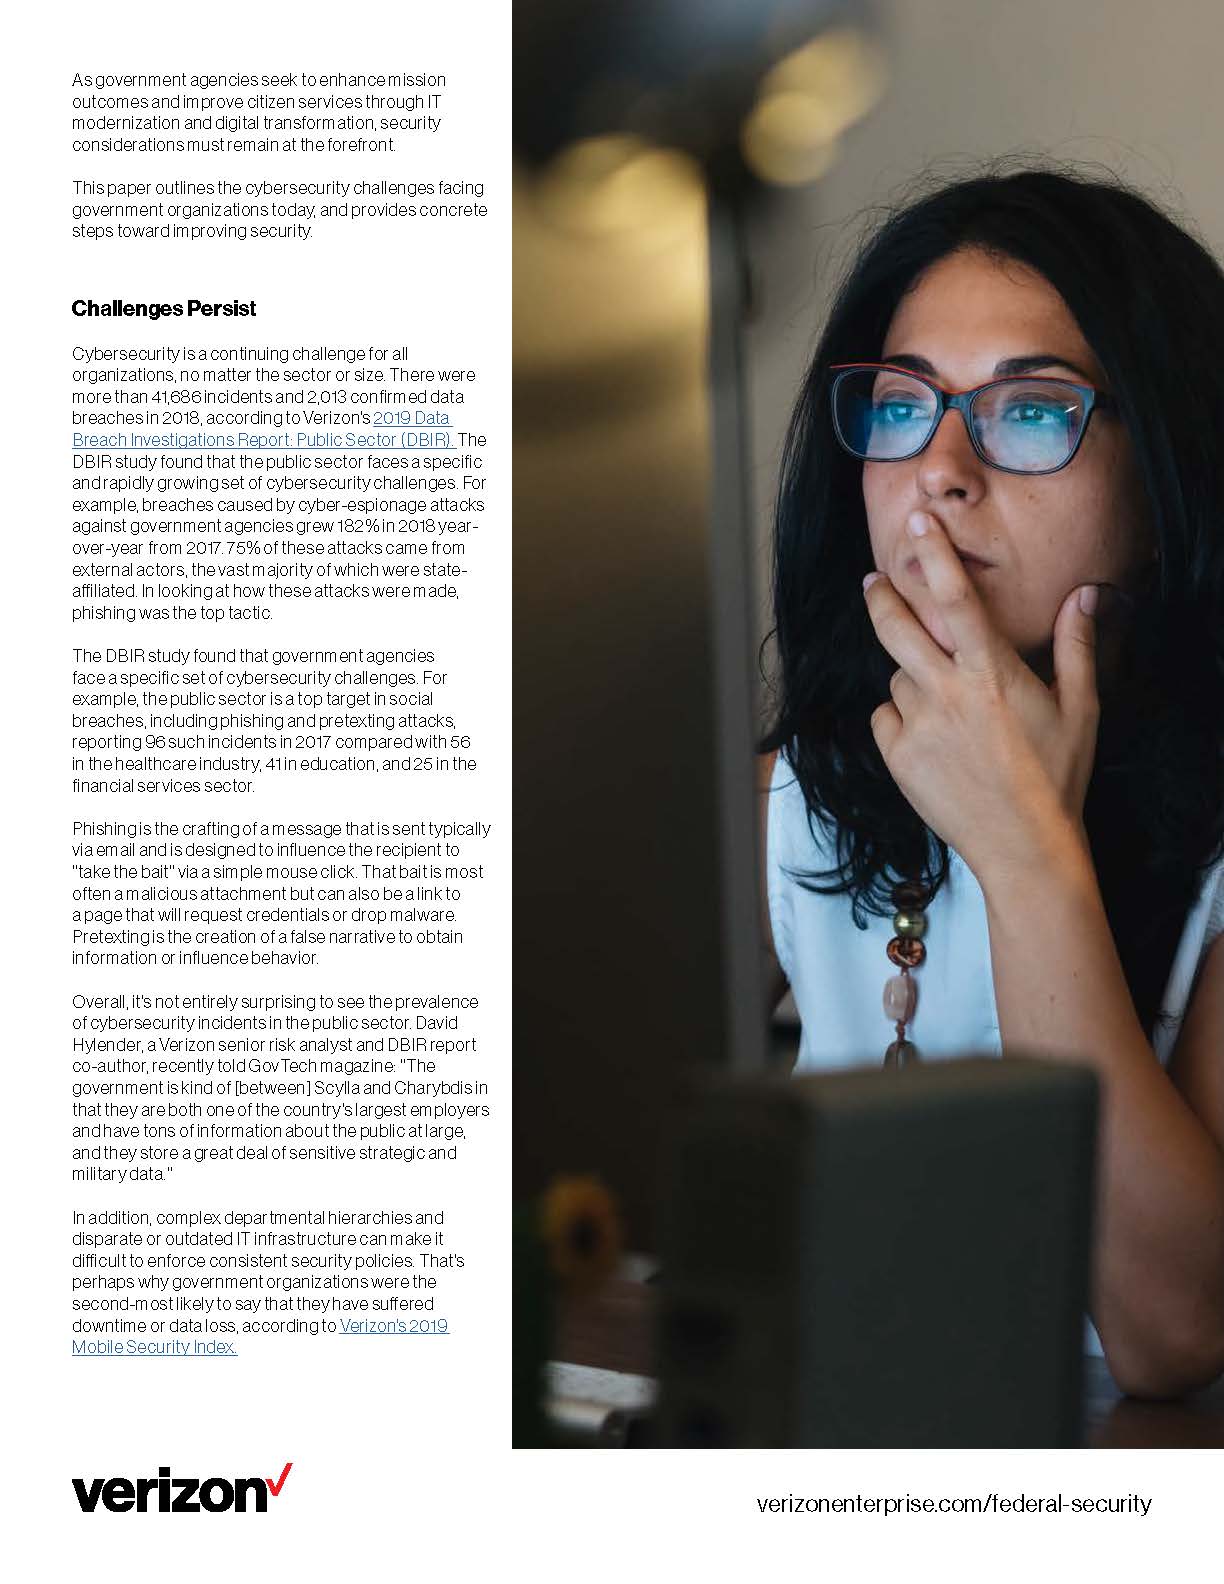 As government agencies seek to enhance mission
outcomes and improve citizen services through IT
modernization and digital transformation, security
considerations must remain at the forefront.
This paper outlines the cybersecurity challenges facing
government organizations today, and provides concrete
steps toward improving security.
Challenges Persist
Cybersecurity is a continuing challenge for all
organizations, no matter the sector or size. There were
more than 41,686 incidents and 2,013 confirmed data
breaches in 2018, according to Verizon's 2019 Data
Breach Investigations Report: Public Sector (DBIR). The
DBIR study found that the public sector faces a specific
and rapidly growing set of cybersecurity challenges. For
example, breaches caused by cyber-espionage attacks
against government agencies grew 182% in 2018 year-
over-year from 2017. 75% of these attacks came from
external actors, the vast majority of which were state-
affiliated. In looking at how these attacks were made,
phishing was the top tactic.
The DBIR study found that government agencies
face a specific set of cybersecurity challenges. For
example, the public sector is a top target in social
breaches, including phishing and pretexting attacks,
reporting 96 such incidents in 2017 compared with 56
in the healthcare industry, 41 in education, and 25 in the
financial services sector.
Phishing is the crafting of a message that is sent typically
via email and is designed to influence the recipient to
"take the bait" via a simple mouse click. That bait is most
often a malicious attachment but can also be a link to
a page that will request credentials or drop malware.
Pretexting is the creation of a false narrative to obtain
information or influence behavior.
Overall, it's not entirely surprising to see the prevalence
of cybersecurity incidents in the public sector. David
Hylender, a Verizon senior risk analyst and DBIR report
co-author, recently told GovTech magazine: "The
government is kind of [between] Scylla and Charybdis in
that they are both one of the country's largest employers
and have tons of information about the public at large,
and they store a great deal of sensitive strategic and
military data."
In addition, complex departmental hierarchies and
disparate or outdated IT infrastructure can make it
difficult to enforce consistent security policies. That's
perhaps why government organizations were the
second-most likely to say that they have suffered
downtime or data loss, according to Verizon's 2019
Mobile Security Index.
verizon
verizonenterprise.com/federal-security